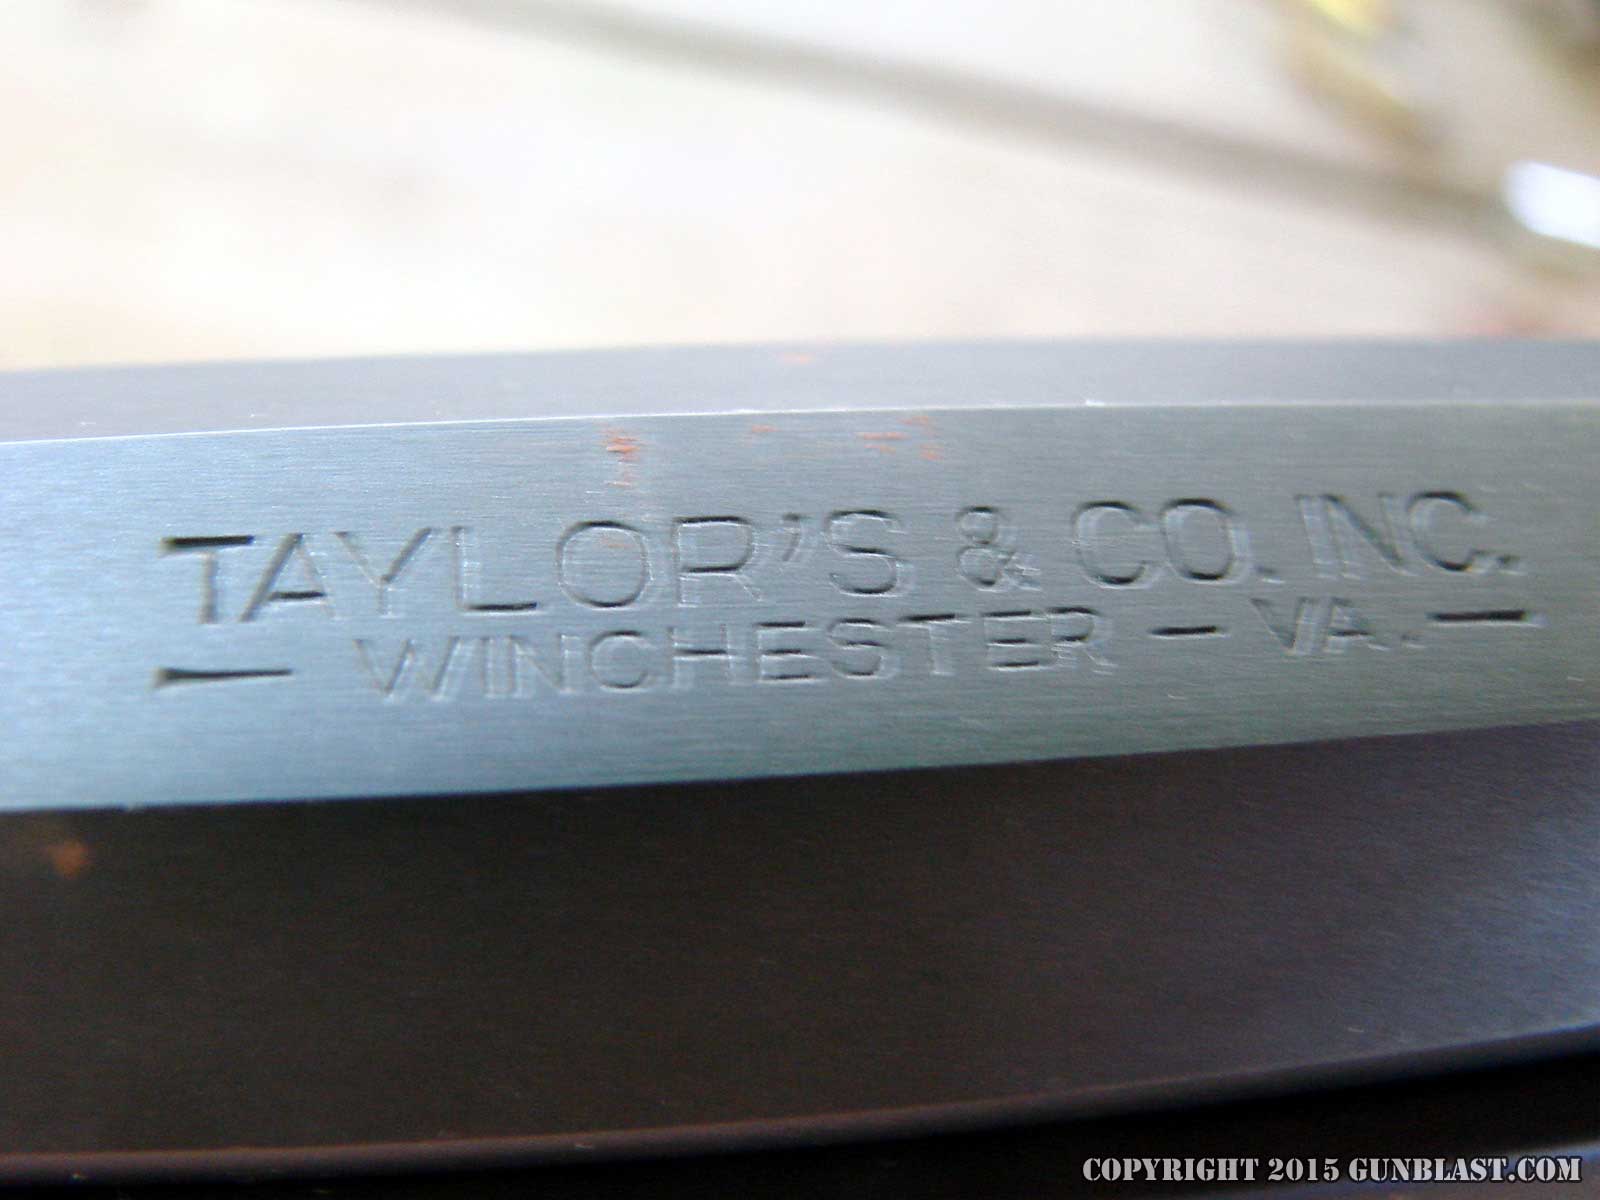 TAYLOR'S & CO. INC.
— WINCHESTER — VA. —
COPYRIGHT 2015 GUNBLAST.COM